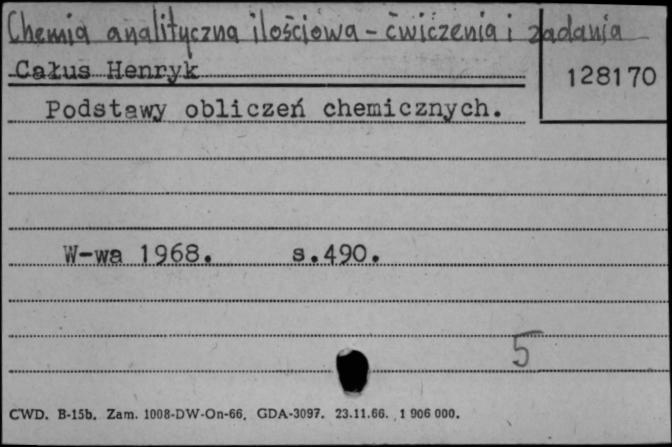 Chemia analityczna ilościowa - ćwiczenia i zadania
Całus Henryk
128170
Podstawy obliczeń chemicznych.
W-wa 1968. s.490.
5
CWD. B-15b. Zam. 1008-DW-On-66. GDA-3097. 23.11.66. 1 906 000.